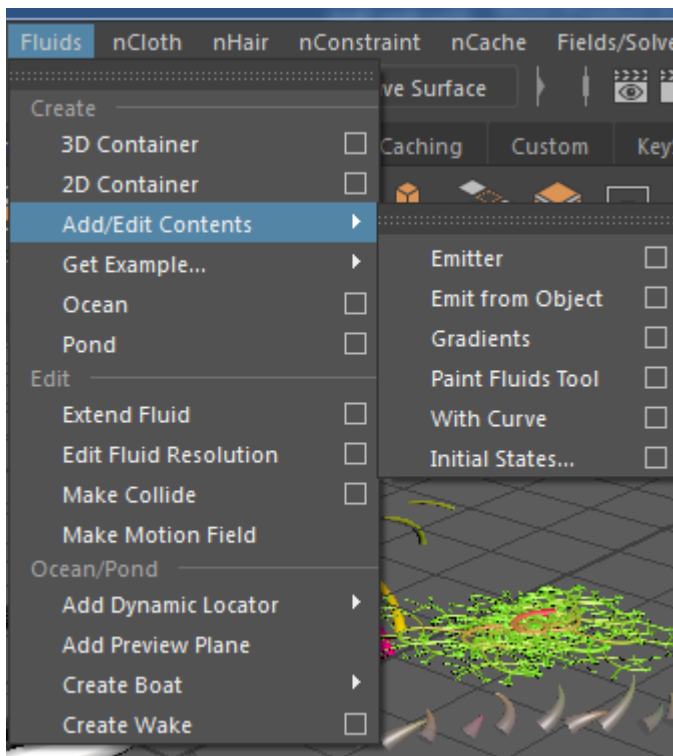 Fluids nCloth nHair nConstraint nCache Fields/Solve
ve Surface
Create
3D Container
Caching Custom Key
2D Container
Add/Edit Contents
Get Example...
Emitter
Emit from Object
Ocean
Gradients
Pond
Edit
Paint Fluids Tool
Extend Fluid
With Curve
Edit Fluid Resolution
Initial States...
Make Collide
Make Motion Field
Ocean/Pond
Add Dynamic Locator
Add Preview Plane
Create Boat
Create Wake